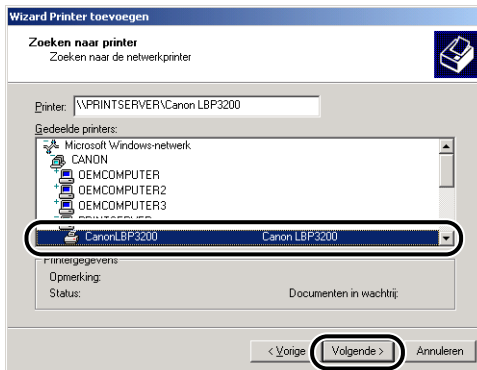 Wizard Printer toevoegen
Zoeken naar printer
Zoeken naar de netwerkprinter
Printer: \\PRINTSERVER\Canon LBP3200
Gedeelde printers:
Microsoft Windows-netwerk
CANON
OEMCOMPUTER
OEMCOMPUTER2
OEMCOMPUTER3
PRINTSERVER
CanonLBP3200 Canon LBP3200
Printergegevens
Opmerking:
Status: Documenten in wachtrij:
< Vorige Volgende > Annuleren